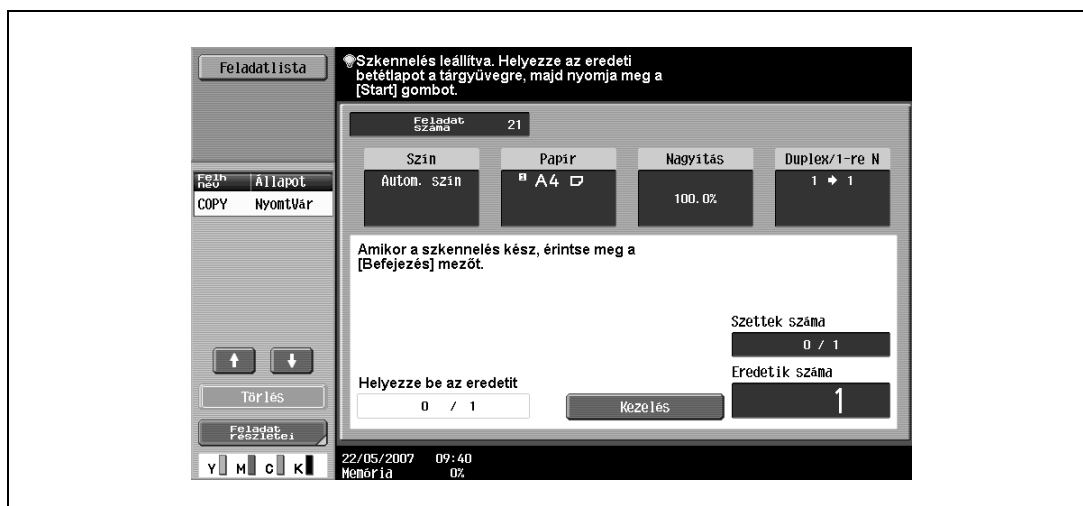 Feladatlista
Szkennelés leállítva. Helyezze az eredeti
betétlapot a tárgyüvegre, majd nyomja meg a
[Start] gombot.
Feladat
száma 21
Szín Papír Nagyítás Duplex/1-re N
Autom. szín 1 A4 100.0% 1 → 1
Felh
név Állapot
COPY NyomtVár
Amikor a szkennelés kész, érintse meg a
[Befejezés] mezőt.
Szettek száma
0 / 1
Helyezze be az eredetit
0 / 1
Kezelés
Eredetik száma
1
Törlés
Feladat
részletei
Y M C K
22/05/2007 09:40
Memória 0%